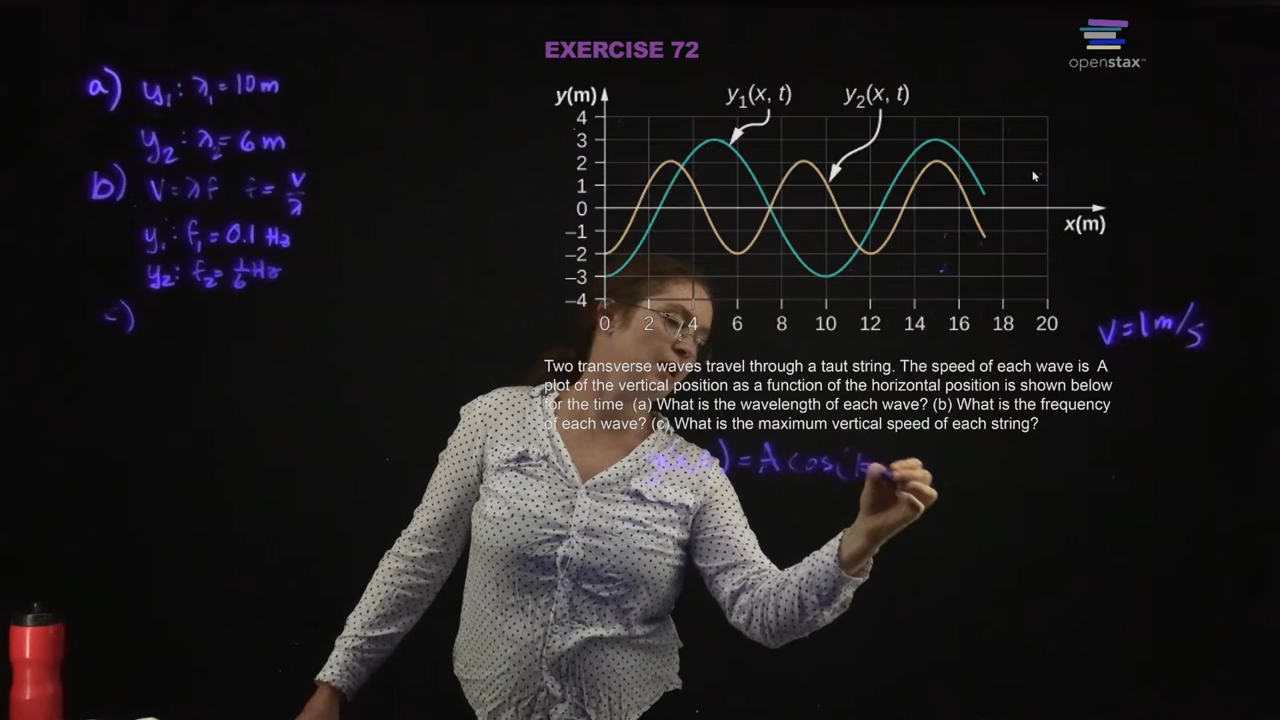 EXERCISE 72
openstax™
a) y₁: λ₁ = 10 m
y₂: λ₂ = 6 m
b) V = λf f = V/λ
y₁: f₁ = 0.1 Hz
y₂: f₂ = 1/6 Hz
c)
y(m)
y₁(x, t) y₂(x, t)
4
3
2
1
0
–1
–2
–3
–4
x(m)
0 2 4 6 8 10 12 14 16 18 20
V = 1 m/s
Two transverse waves travel through a taut string. The speed of each wave is A
plot of the vertical position as a function of the horizontal position is shown below
for the time (a) What is the wavelength of each wave? (b) What is the frequency
of each wave? (c) What is the maximum vertical speed of each string?
= A cos(k